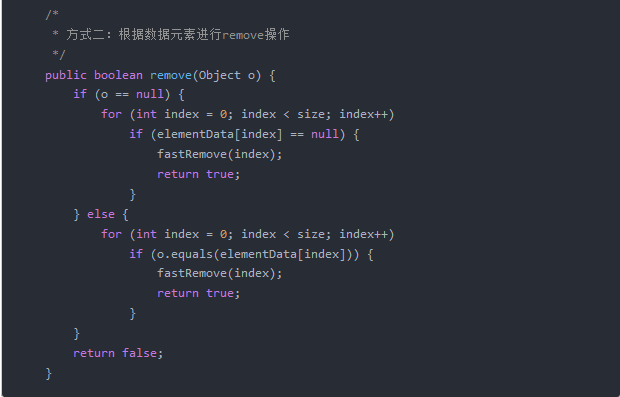 /*
 * 方式二：根据数据元素进行remove操作
 */
public boolean remove(Object o) {
    if (o == null) {
        for (int index = 0; index < size; index++)
            if (elementData[index] == null) {
                fastRemove(index);
                return true;
            }
    } else {
        for (int index = 0; index < size; index++)
            if (o.equals(elementData[index])) {
                fastRemove(index);
                return true;
            }
    }
    return false;
}